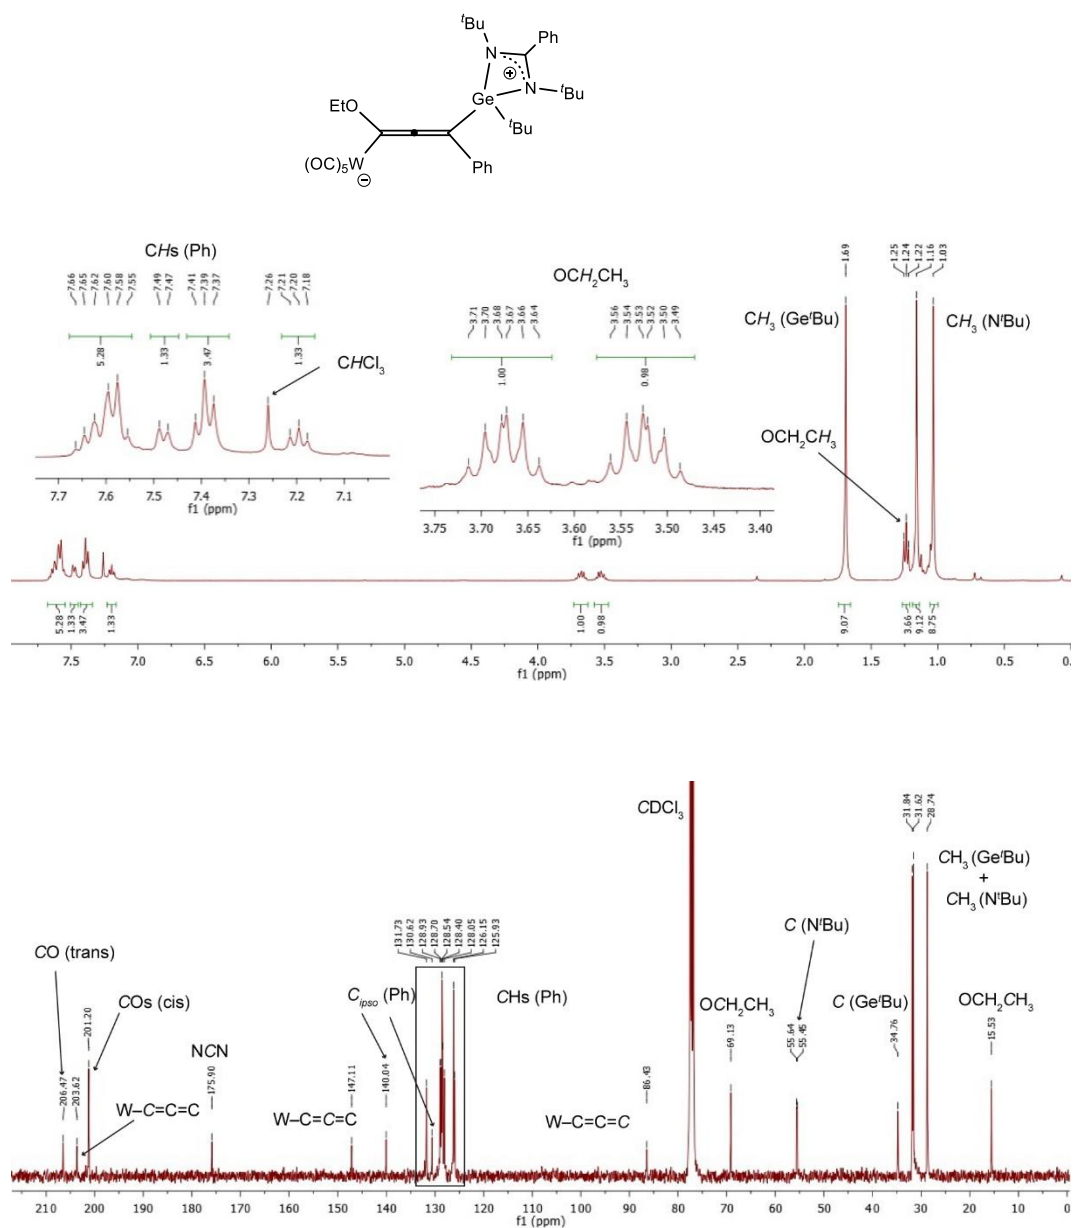 ᵗBu
Ph
N
⊕
N
ᵗBu
Ge
EtO
ᵗBu
Ph
(OC)₅W
⊖
CHs (Ph)
7.66
7.65
7.62
7.60
7.58
7.55
7.49
7.47
7.41
7.39
7.37
7.26
7.21
7.20
7.18
5.28
1.33
3.47
1.33
CHCl₃
7.7 7.6 7.5 7.4 7.3 7.2 7.1
f1 (ppm)
OCH₂CH₃
3.71
3.70
3.68
3.67
3.66
3.64
3.56
3.54
3.53
3.52
3.50
3.49
1.00
0.98
3.75 3.70 3.65 3.60 3.55 3.50 3.45 3.40
f1 (ppm)
1.69
1.25
1.24
1.22
1.16
1.03
CH₃ (GeᵗBu)
CH₃ (NᵗBu)
OCH₂CH₃
5.28
1.33
3.47
1.33
1.00
0.98
9.07
3.66
9.12
8.75
7.5 7.0 6.5 6.0 5.5 5.0 4.5 4.0 3.5 3.0 2.5 2.0 1.5 1.0 0.
f1 (ppm)
CDCl₃
31.84
31.62
28.74
CH₃ (GeᵗBu)
+
CH₃ (NᵗBu)
131.73
130.62
128.93
128.70
128.54
128.40
128.05
126.15
125.93
C (NᵗBu)
CO (trans)
COs (cis)
Cipso (Ph)
CHs (Ph)
OCH₂CH₃
C (GeᵗBu)
OCH₂CH₃
206.47
203.62
201.20
NCN
175.90
147.11
140.04
86.43
69.13
55.64
55.45
34.76
15.53
W–C=C=C
W–C=C=C
W–C=C=C
210 200 190 180 170 160 150 140 130 120 110 100 90 80 70 60 50 40 30 20 10 0
f1 (ppm)